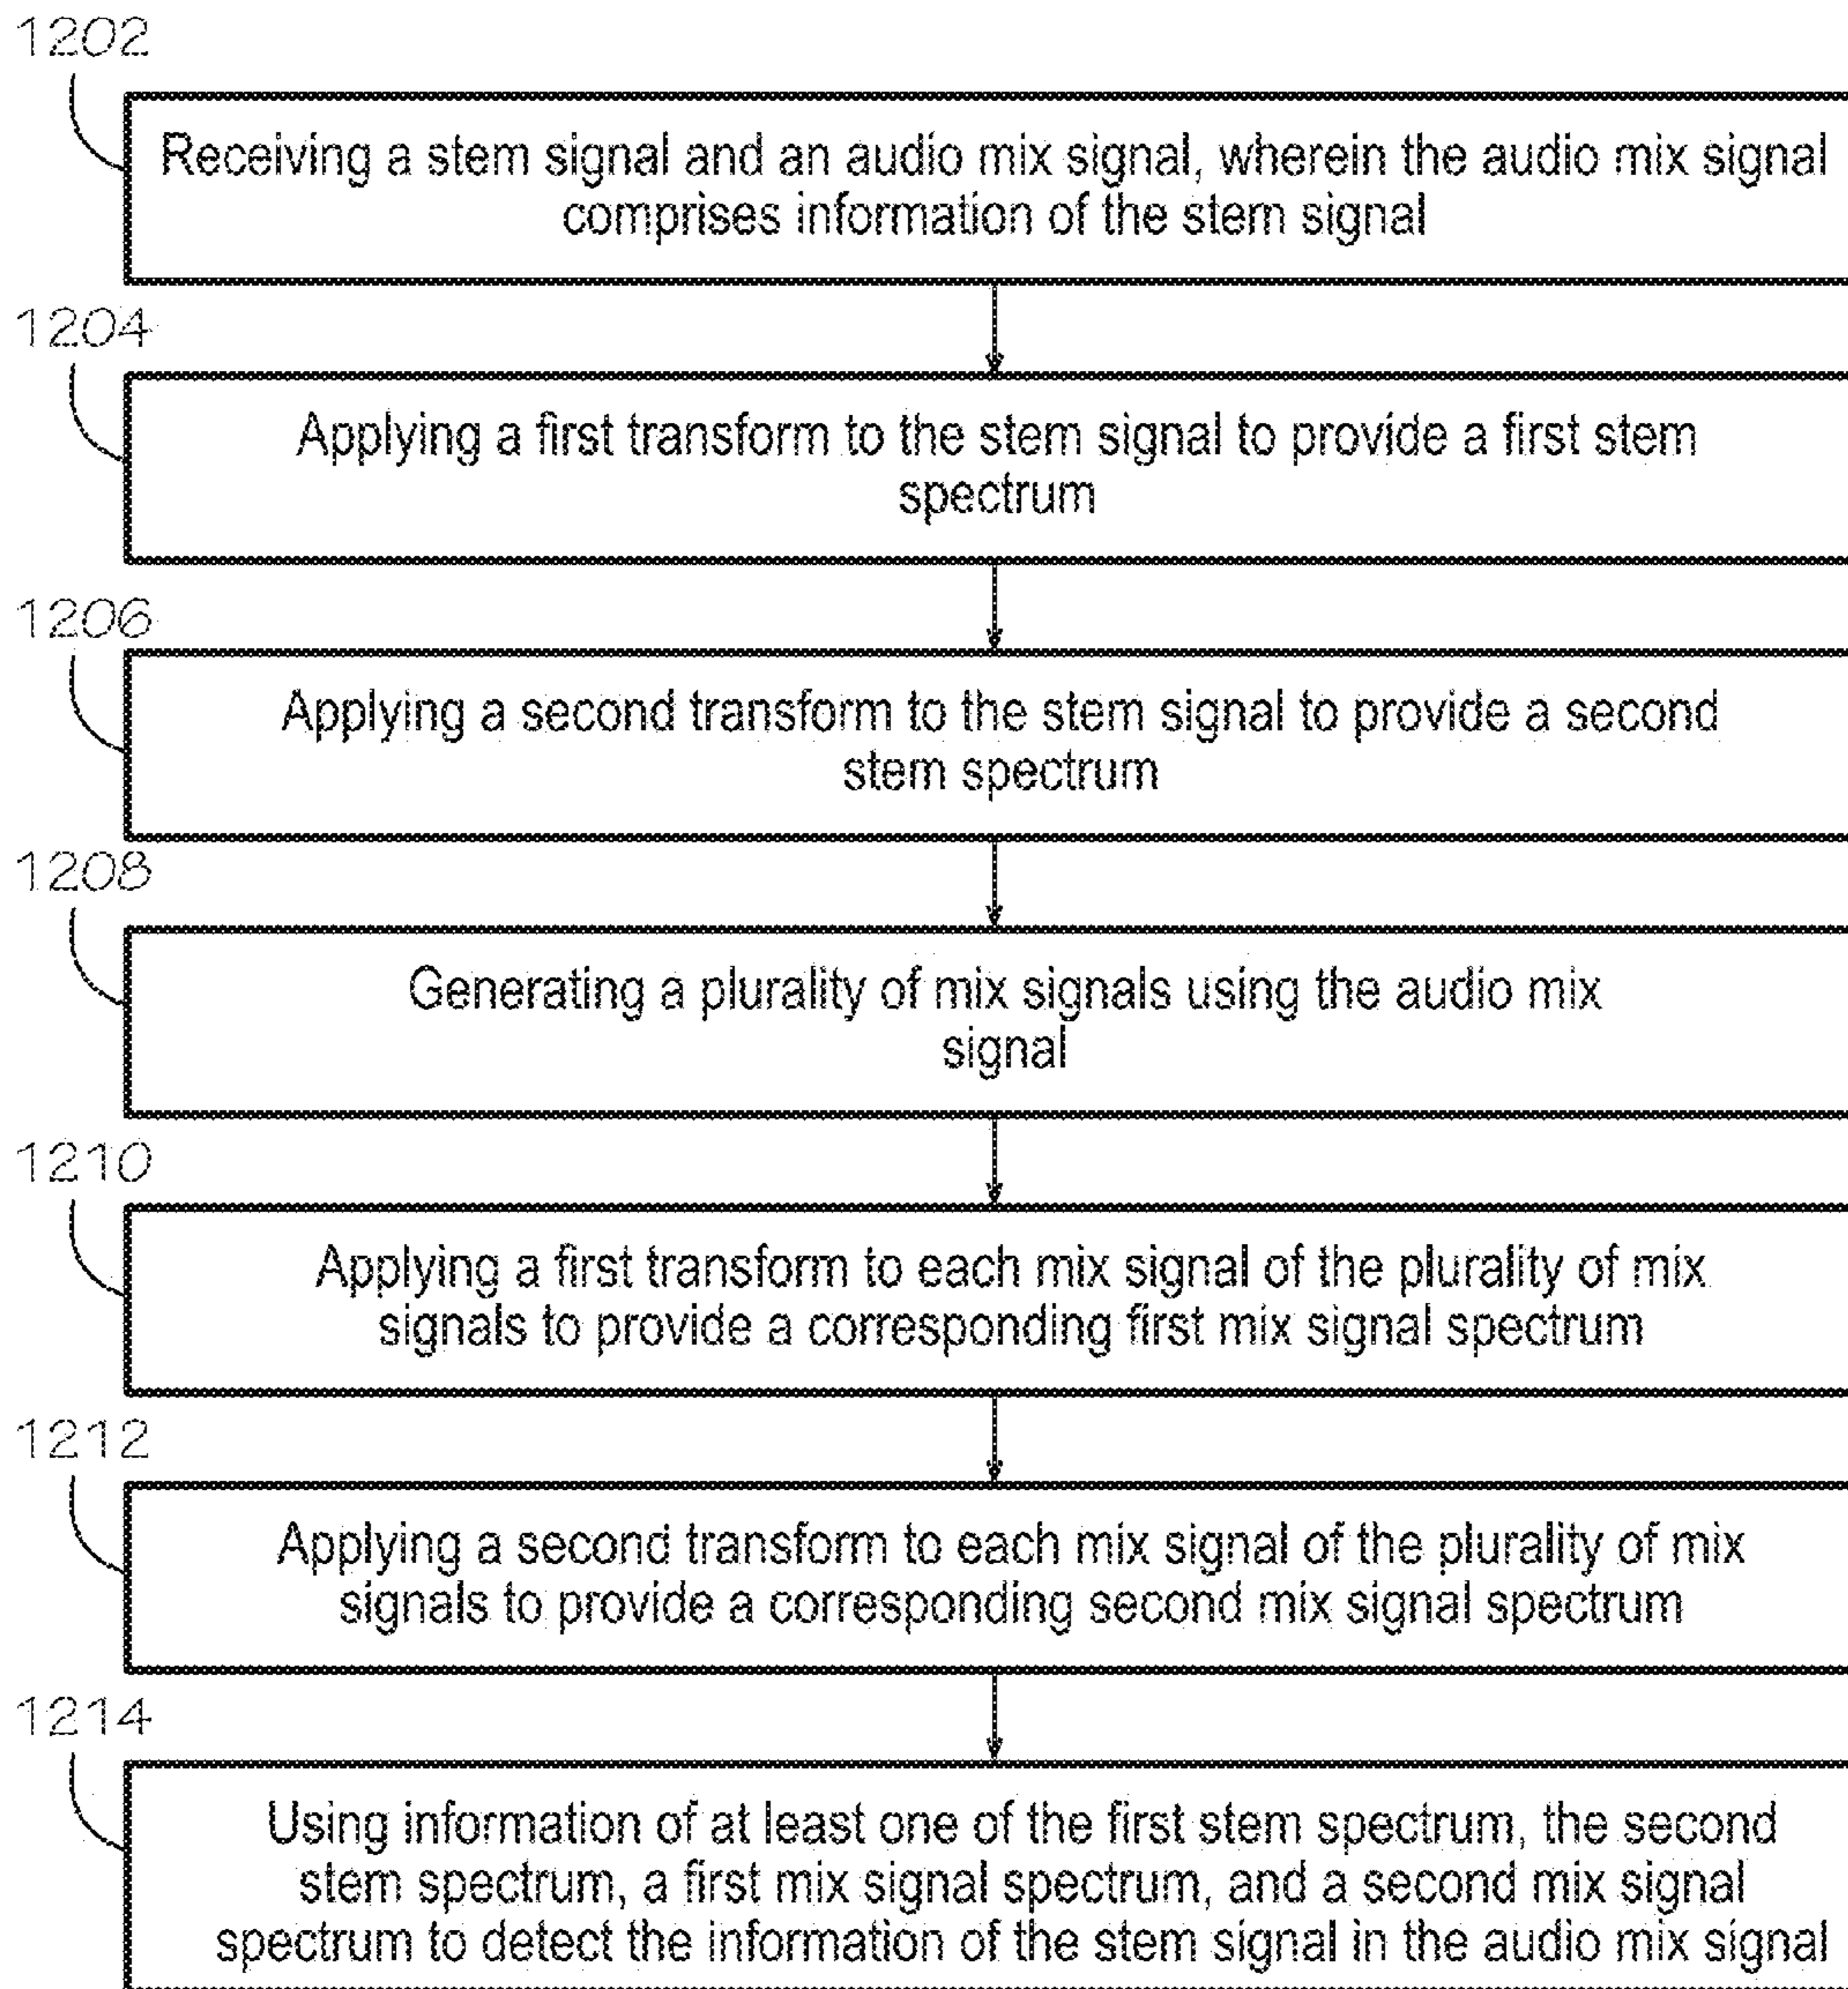 1202
Receiving a stem signal and an audio mix signal, wherein the audio mix signal
comprises information of the stem signal
1204
Applying a first transform to the stem signal to provide a first stem
spectrum
1206
Applying a second transform to the stem signal to provide a second
stem spectrum
1208
Generating a plurality of mix signals using the audio mix
signal
1210
Applying a first transform to each mix signal of the plurality of mix
signals to provide a corresponding first mix signal spectrum
1212
Applying a second transform to each mix signal of the plurality of mix
signals to provide a corresponding second mix signal spectrum
1214
Using information of at least one of the first stem spectrum, the second
stem spectrum, a first mix signal spectrum, and a second mix signal
spectrum to detect the information of the stem signal in the audio mix signal